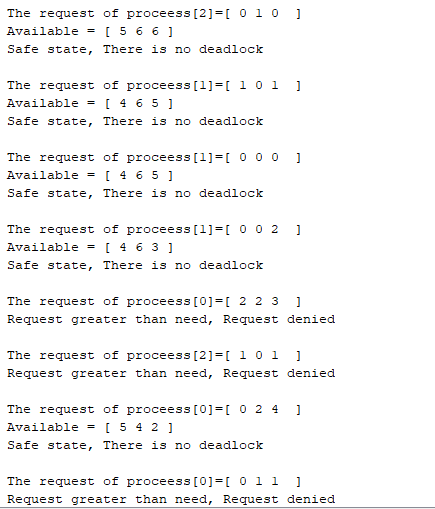 The request of proceess[2]=[ 0 1 0  ]
Available = [ 5 6 6 ]
Safe state, There is no deadlock
The request of proceess[1]=[ 1 0 1  ]
Available = [ 4 6 5 ]
Safe state, There is no deadlock
The request of proceess[1]=[ 0 0 0  ]
Available = [ 4 6 5 ]
Safe state, There is no deadlock
The request of proceess[1]=[ 0 0 2  ]
Available = [ 4 6 3 ]
Safe state, There is no deadlock
The request of proceess[0]=[ 2 2 3  ]
Request greater than need, Request denied
The request of proceess[2]=[ 1 0 1  ]
Request greater than need, Request denied
The request of proceess[0]=[ 0 2 4  ]
Available = [ 5 4 2 ]
Safe state, There is no deadlock
The request of proceess[0]=[ 0 1 1  ]
Request greater than need, Request denied